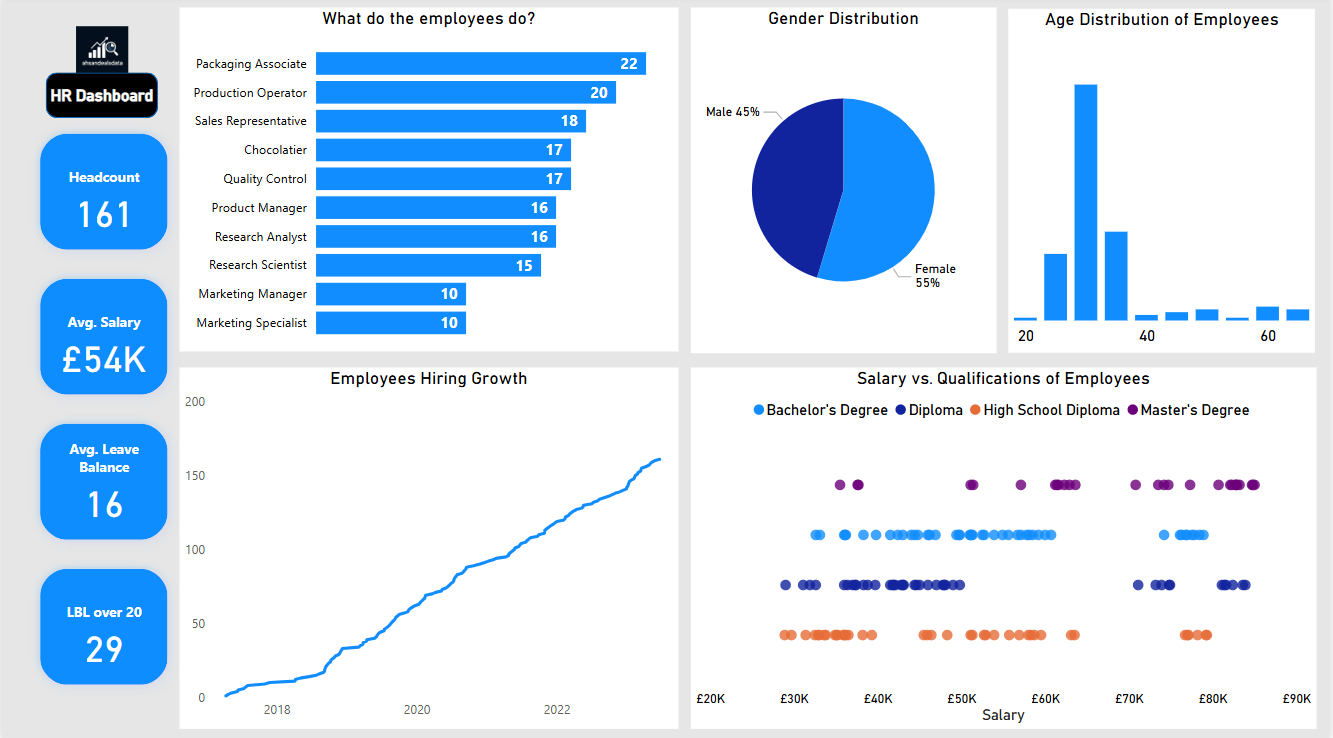 ahsandealsdata
HR Dashboard
Headcount
161
Avg. Salary
£54K
Avg. Leave
Balance
16
LBL over 20
29
What do the employees do?
Packaging Associate 22
Production Operator 20
Sales Representative 18
Chocolatier 17
Quality Control 17
Product Manager 16
Research Analyst 16
Research Scientist 15
Marketing Manager 10
Marketing Specialist 10
Gender Distribution
Male 45%
Female
55%
Age Distribution of Employees
20 40 60
Employees Hiring Growth
200
150
100
50
0
2018 2020 2022
Salary vs. Qualifications of Employees
Bachelor's Degree Diploma High School Diploma Master's Degree
£20K £30K £40K £50K £60K £70K £80K £90K
Salary